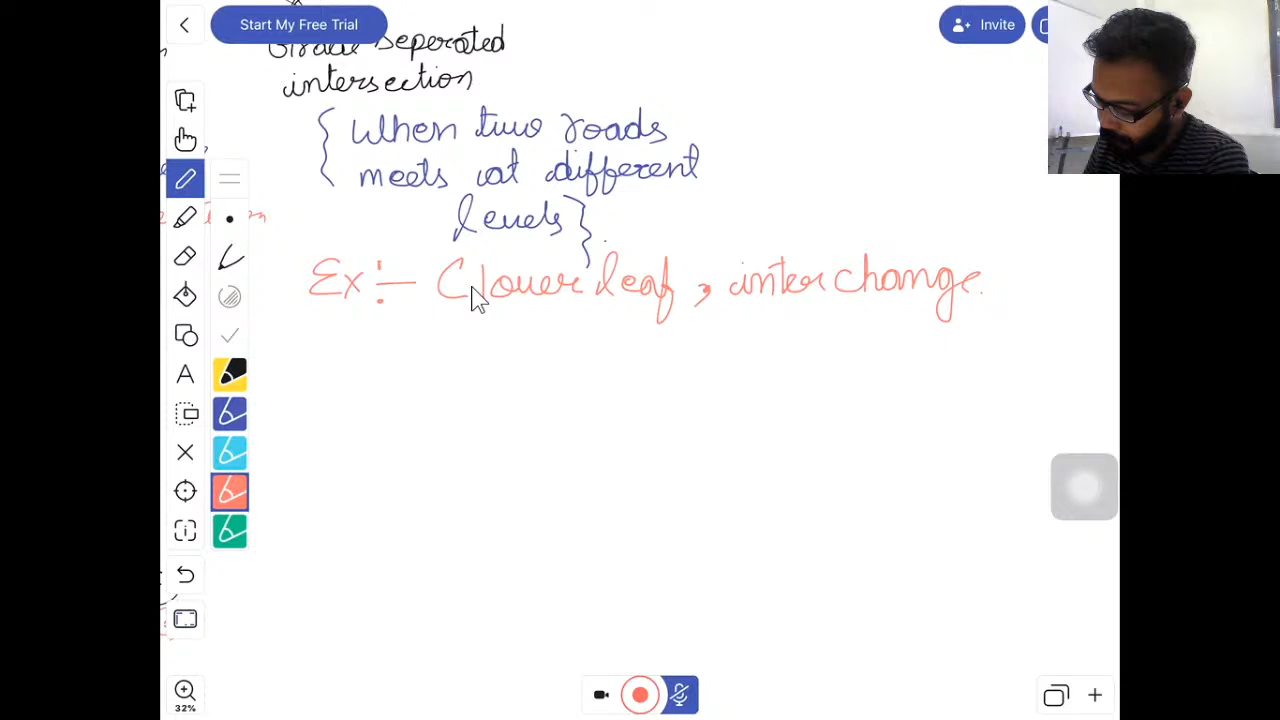 Start My Free Trial
Invite
Grade seperated
intersection
{ When two roads
meets at different
levels }
Ex :- Clover leaf, interchange.
A
32%